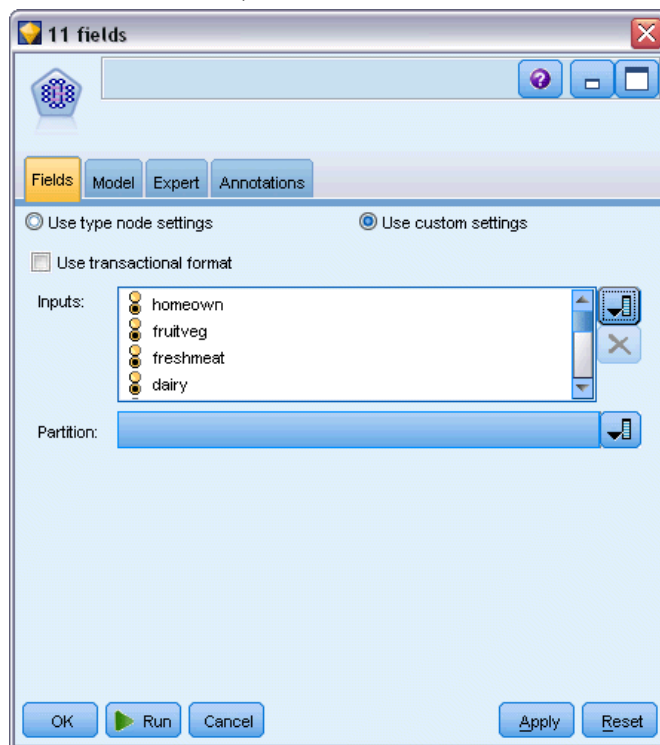 11 fields
Fields Model Expert Annotations
Use type node settings Use custom settings
Use transactional format
Inputs: homeown
fruitveg
freshmeat
dairy
Partition:
OK Run Cancel Apply Reset